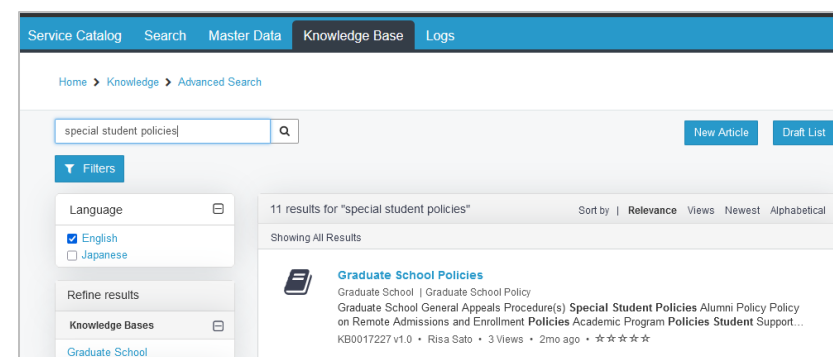 Service Catalog Search Master Data Knowledge Base Logs
Home Knowledge Advanced Search
special student policies
New Article Draft List
Filters
Language
English
Japanese
Refine results
Knowledge Bases
Graduate School
11 results for "special student policies" Sort by | Relevance Views Newest Alphabetical
Showing All Results
Graduate School Policies
Graduate School | Graduate School Policy
Graduate School General Appeals Procedure(s) Special Student Policies Alumni Policy Policy
on Remote Admissions and Enrollment Policies Academic Program Policies Student Support...
KB0017227 v1.0 • Risa Sato • 3 Views • 2mo ago •